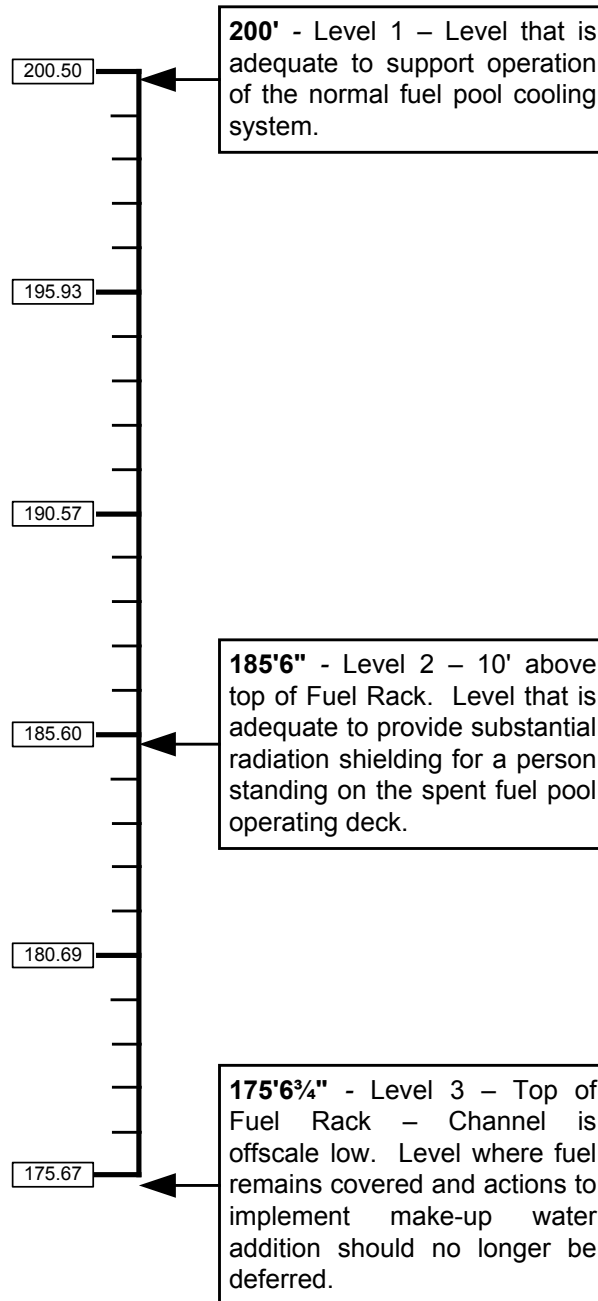 200.50
200' - Level 1 – Level that is
adequate to support operation
of the normal fuel pool cooling
system.
195.93
190.57
185'6" - Level 2 – 10' above
top of Fuel Rack. Level that is
adequate to provide substantial
radiation shielding for a person
standing on the spent fuel pool
operating deck.
185.60
180.69
175'6¾" - Level 3 – Top of
Fuel Rack – Channel is
offscale low. Level where fuel
remains covered and actions to
implement make-up water
addition should no longer be
deferred.
175.67